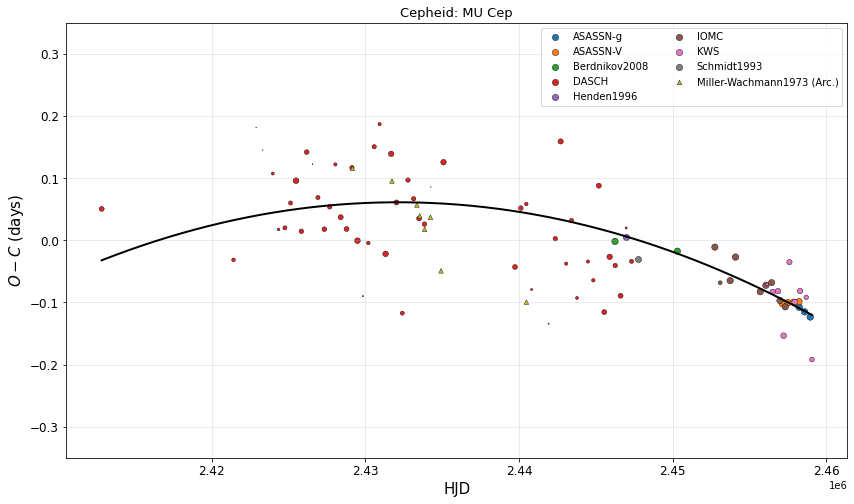 Cepheid: MU Cep
ASASSN-g
ASASSN-V
Berdnikov2008
DASCH
Henden1996
IOMC
KWS
Schmidt1993
Miller-Wachmann1973 (Arc.)
0.3
0.2
0.1
0.0
−0.1
−0.2
−0.3
O − C (days)
2.42
2.43
2.44
2.45
2.46
1e6
HJD